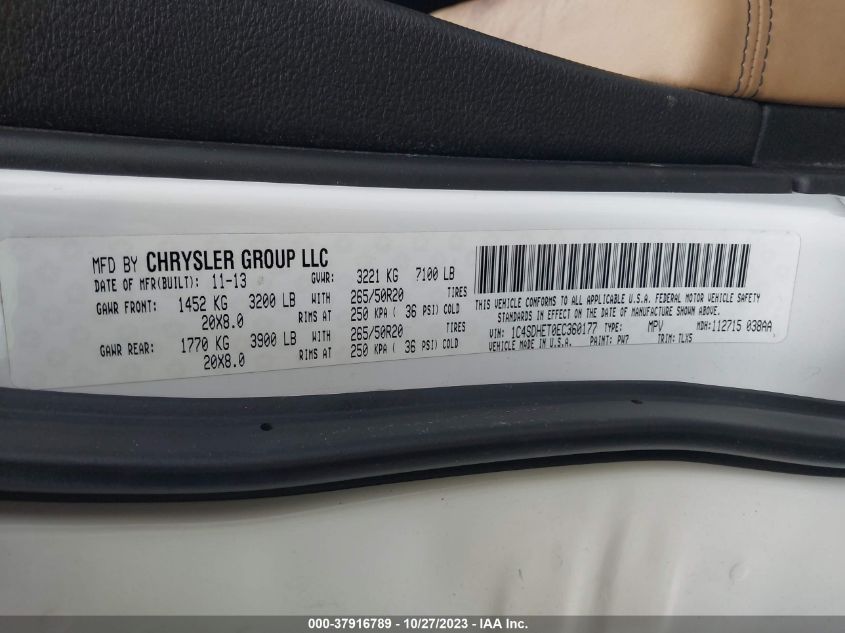 MFD BY CHRYSLER GROUP LLC
DATE OF MFR(BUILT): 11-13 GVWR: 3221 KG 7100 LB
GAWR FRONT: 1452 KG 3200 LB WITH 265/50R20 TIRES
20X8.0 RIMS AT 250 KPA ( 36 PSI) COLD
GAWR REAR: 1770 KG 3900 LB WITH 265/50R20 TIRES
20X8.0 RIMS AT 250 KPA ( 36 PSI) COLD
THIS VEHICLE CONFORMS TO ALL APPLICABLE U.S.A. FEDERAL MOTOR VEHICLE SAFETY
STANDARDS IN EFFECT ON THE DATE OF MANUFACTURE SHOWN ABOVE.
VIN: 1C4SDHET0EC360177 TYPE: MPV MDH: 112715 038AA
VEHICLE MADE IN U.S.A. PAINT: PW7 TRIM: TLX5
000-37916789 - 10/27/2023 - IAA Inc.